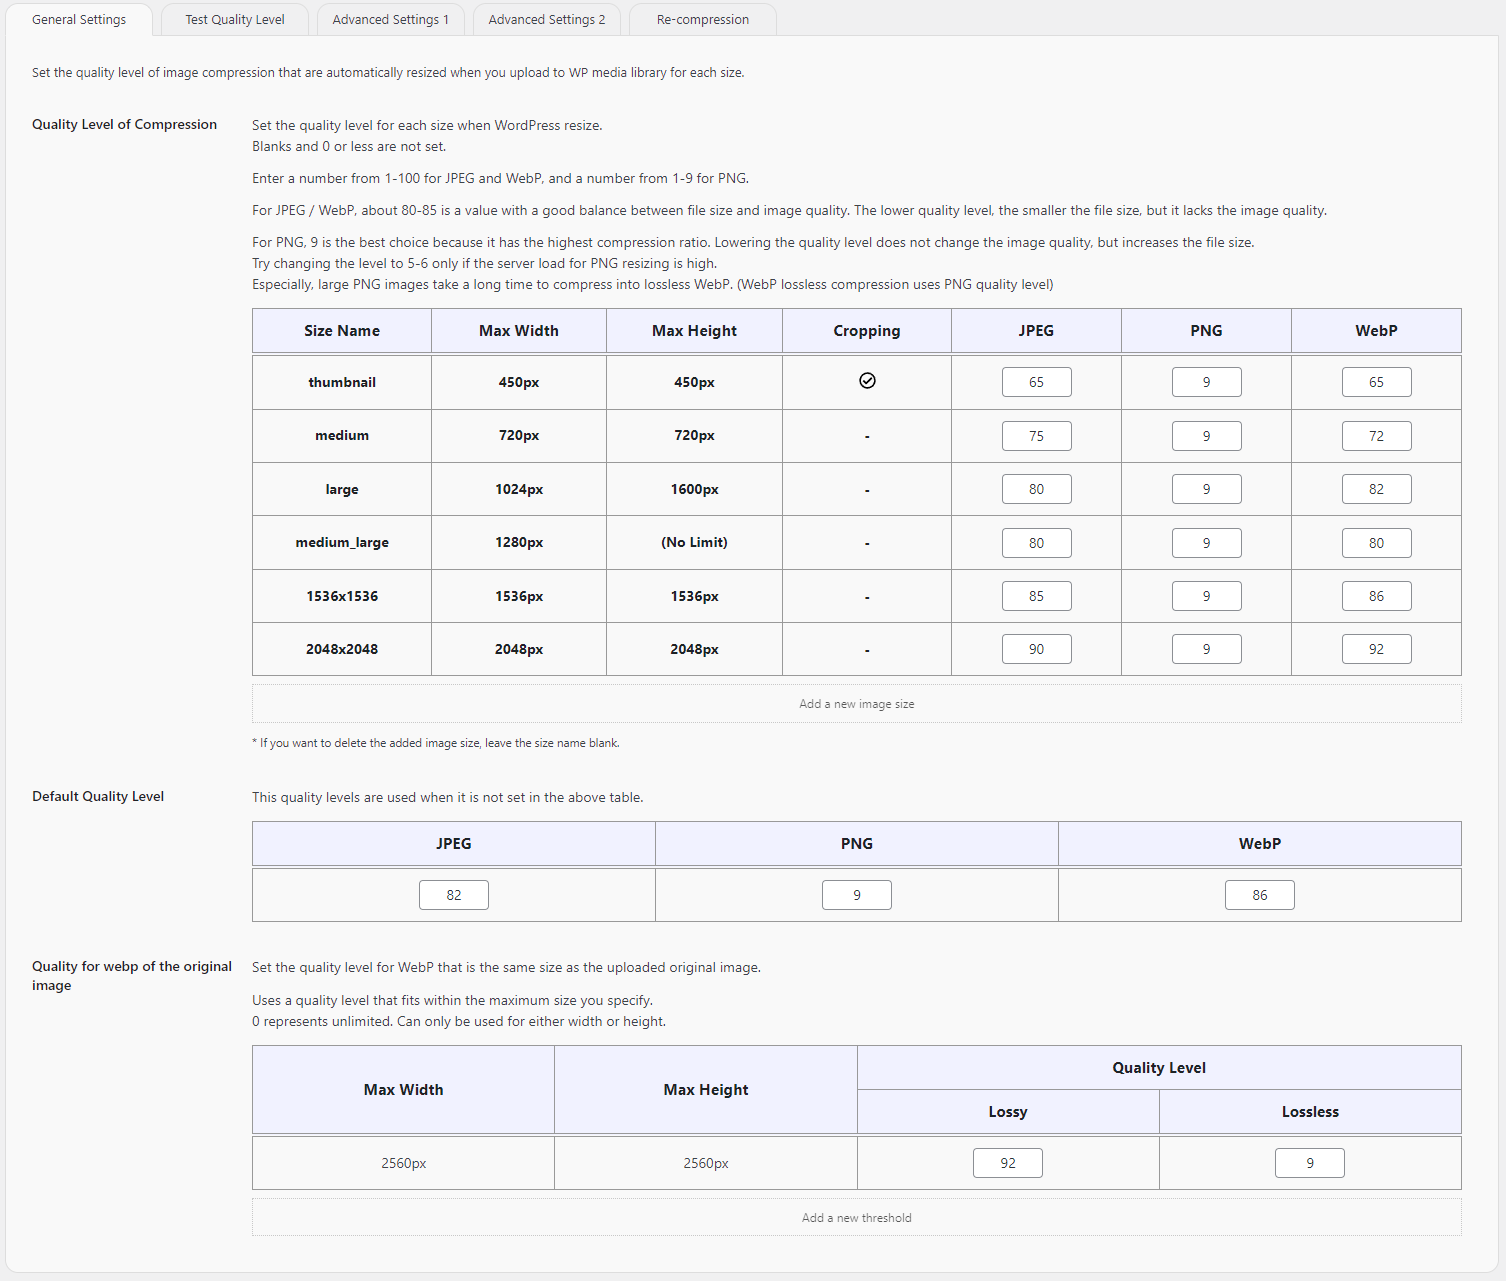 General Settings
Test Quality Level
Advanced Settings 1
Advanced Settings 2
Re-compression
Set the quality level of image compression that are automatically resized when you upload to WP media library for each size.
Quality Level of Compression
Set the quality level for each size when WordPress resize.
Blanks and 0 or less are not set.
Enter a number from 1-100 for JPEG and WebP, and a number from 1-9 for PNG.
For JPEG / WebP, about 80-85 is a value with a good balance between file size and image quality. The lower quality level, the smaller the file size, but it lacks the image quality.
For PNG, 9 is the best choice because it has the highest compression ratio. Lowering the quality level does not change the image quality, but increases the file size.
Try changing the level to 5-6 only if the server load for PNG resizing is high.
Especially, large PNG images take a long time to compress into lossless WebP. (WebP lossless compression uses PNG quality level)
Size Name Max Width Max Height Cropping JPEG PNG WebP
thumbnail 450px 450px 65 9 65
medium 720px 720px - 75 9 72
large 1024px 1600px - 80 9 82
medium_large 1280px (No Limit) - 80 9 80
1536x1536 1536px 1536px - 85 9 86
2048x2048 2048px 2048px - 90 9 92
Add a new image size
* If you want to delete the added image size, leave the size name blank.
Default Quality Level
This quality levels are used when it is not set in the above table.
JPEG PNG WebP
82 9 86
Quality for webp of the original
image
Set the quality level for WebP that is the same size as the uploaded original image.
Uses a quality level that fits within the maximum size you specify.
0 represents unlimited. Can only be used for either width or height.
Max Width Max Height Quality Level
Lossy Lossless
2560px 2560px 92 9
Add a new threshold